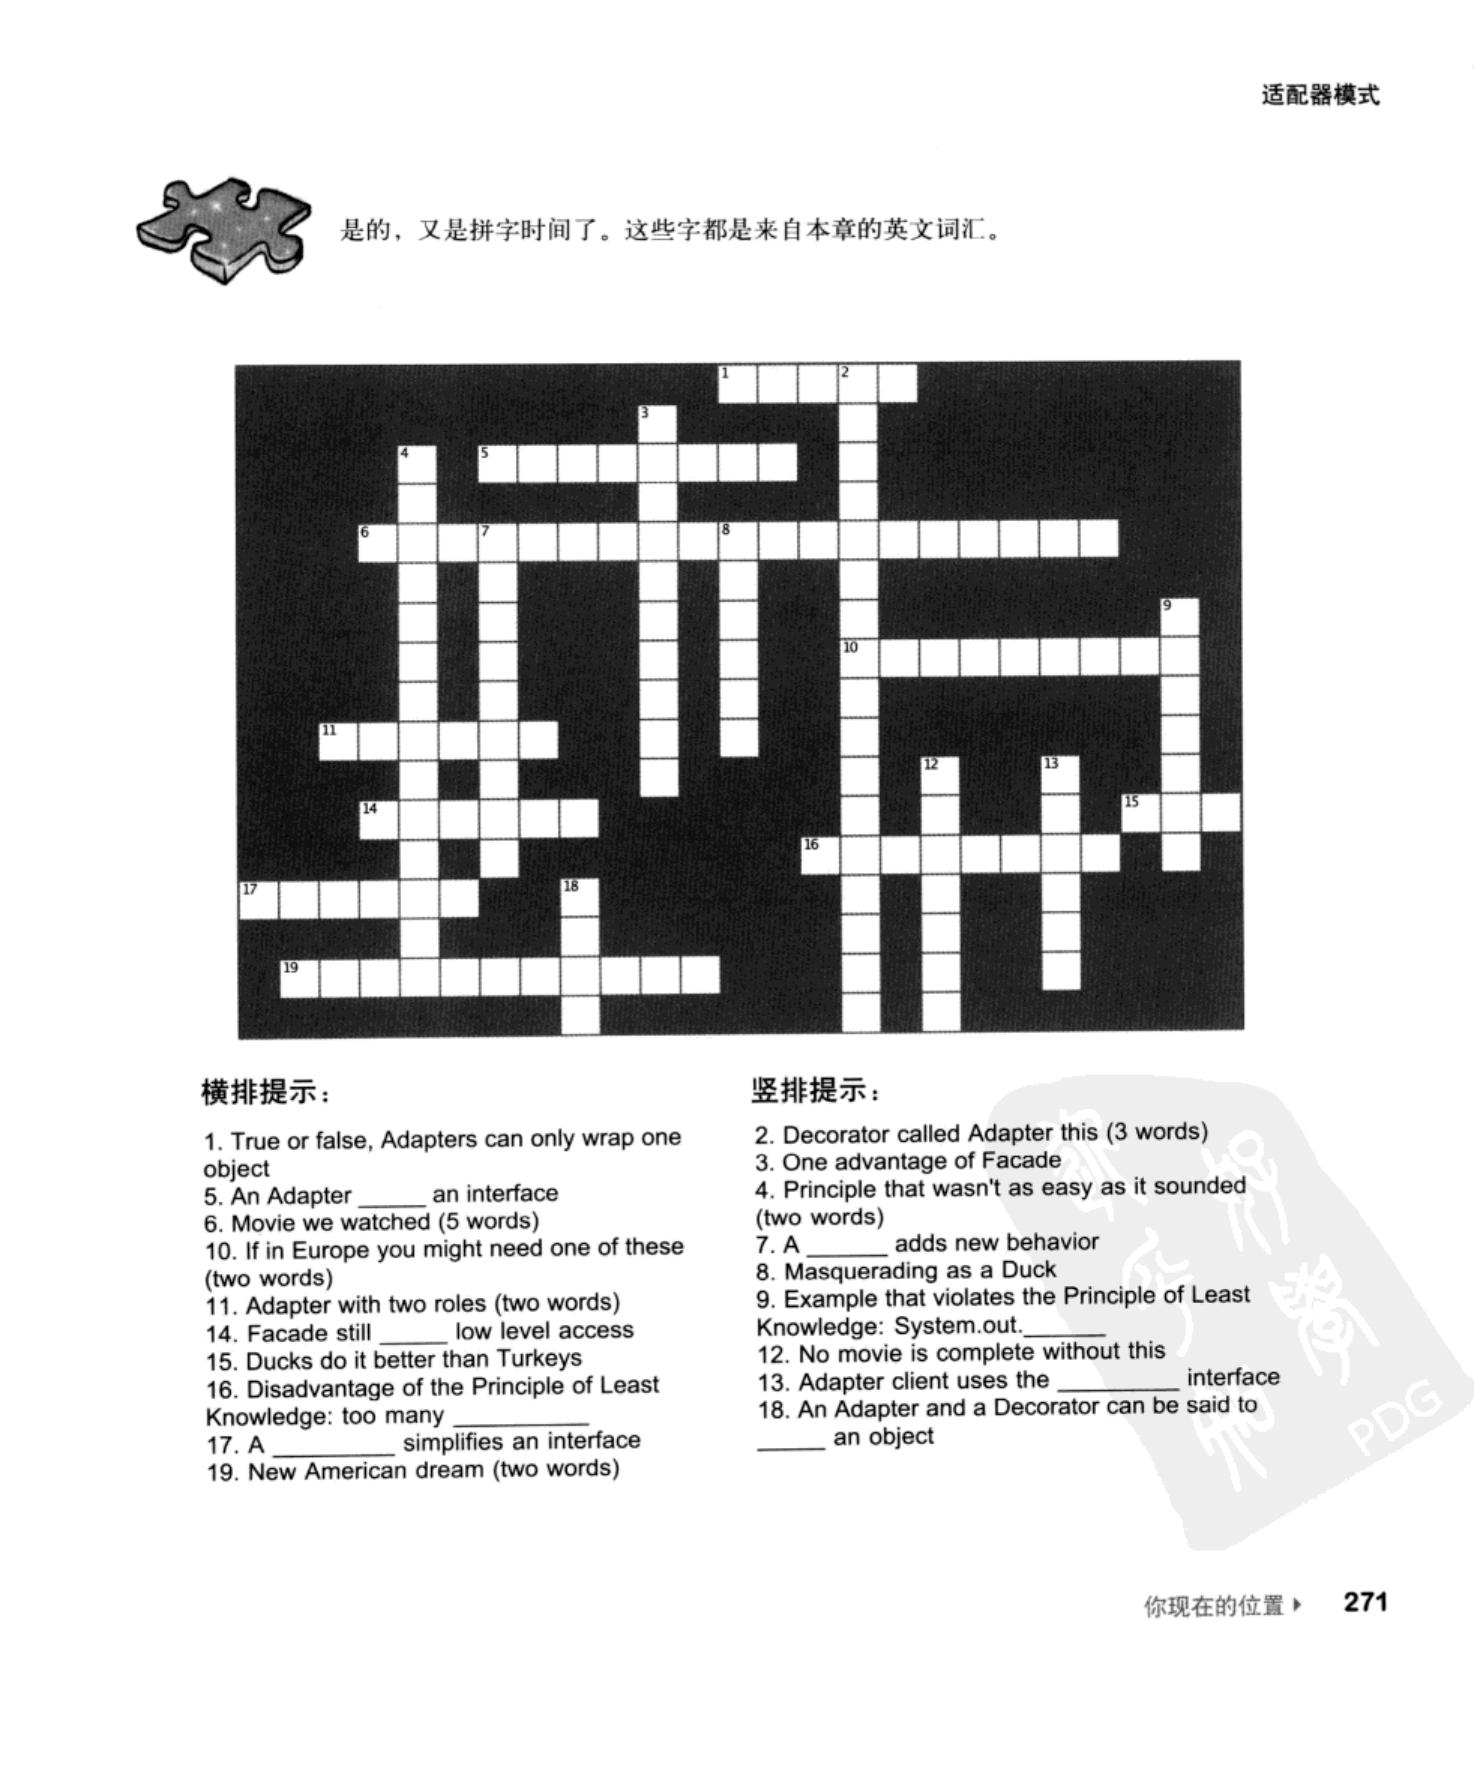 适配器模式
是的，又是拼字时间了。这些字都是来自本章的英文词汇。
1 2
3
4 5
6 7 8
9
10
11
12 13
14 15
16
17 18
19
横排提示：
1. True or false, Adapters can only wrap one
object
5. An Adapter _____ an interface
6. Movie we watched (5 words)
10. If in Europe you might need one of these
(two words)
11. Adapter with two roles (two words)
14. Facade still _____ low level access
15. Ducks do it better than Turkeys
16. Disadvantage of the Principle of Least
Knowledge: too many __________
17. A _________ simplifies an interface
19. New American dream (two words)
竖排提示：
2. Decorator called Adapter this (3 words)
3. One advantage of Facade
4. Principle that wasn't as easy as it sounded
(two words)
7. A ______ adds new behavior
8. Masquerading as a Duck
9. Example that violates the Principle of Least
Knowledge: System.out.______
12. No movie is complete without this
13. Adapter client uses the _________ interface
18. An Adapter and a Decorator can be said to
_____ an object
PDG
你现在的位置 ▸ 271